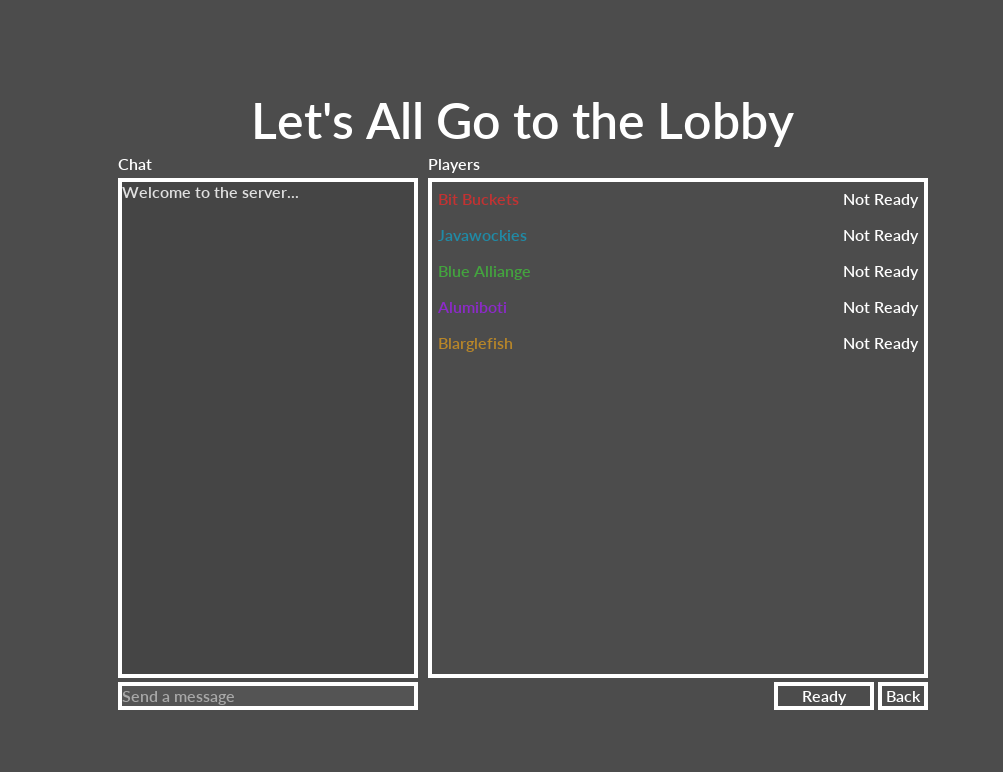 Let's All Go to the Lobby
Chat
Players
Welcome to the server...
Bit Buckets Not Ready
Javawockies Not Ready
Blue Alliange Not Ready
Alumiboti Not Ready
Blarglefish Not Ready
Send a message
Ready
Back